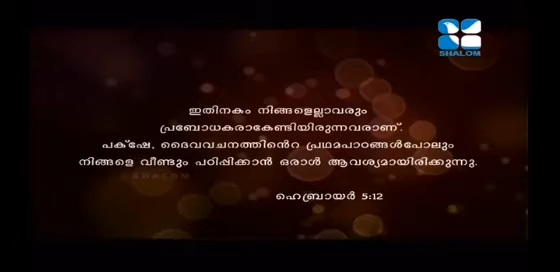 SHALOM
ഇതിനകം നിങ്ങളെല്ലാവരും
പ്രബോധകരാകേണ്ടിയിരുന്നവരാണ്.
പക്ഷേ, ദൈവവചനത്തിന്റെ പ്രഥമപാഠങ്ങൾപോലും
നിങ്ങളെ വീണ്ടും പഠിപ്പിക്കാൻ ഒരാൾ ആവശ്യമായിരിക്കുന്നു.
SHALOM
ഹെബ്രായർ 5:12